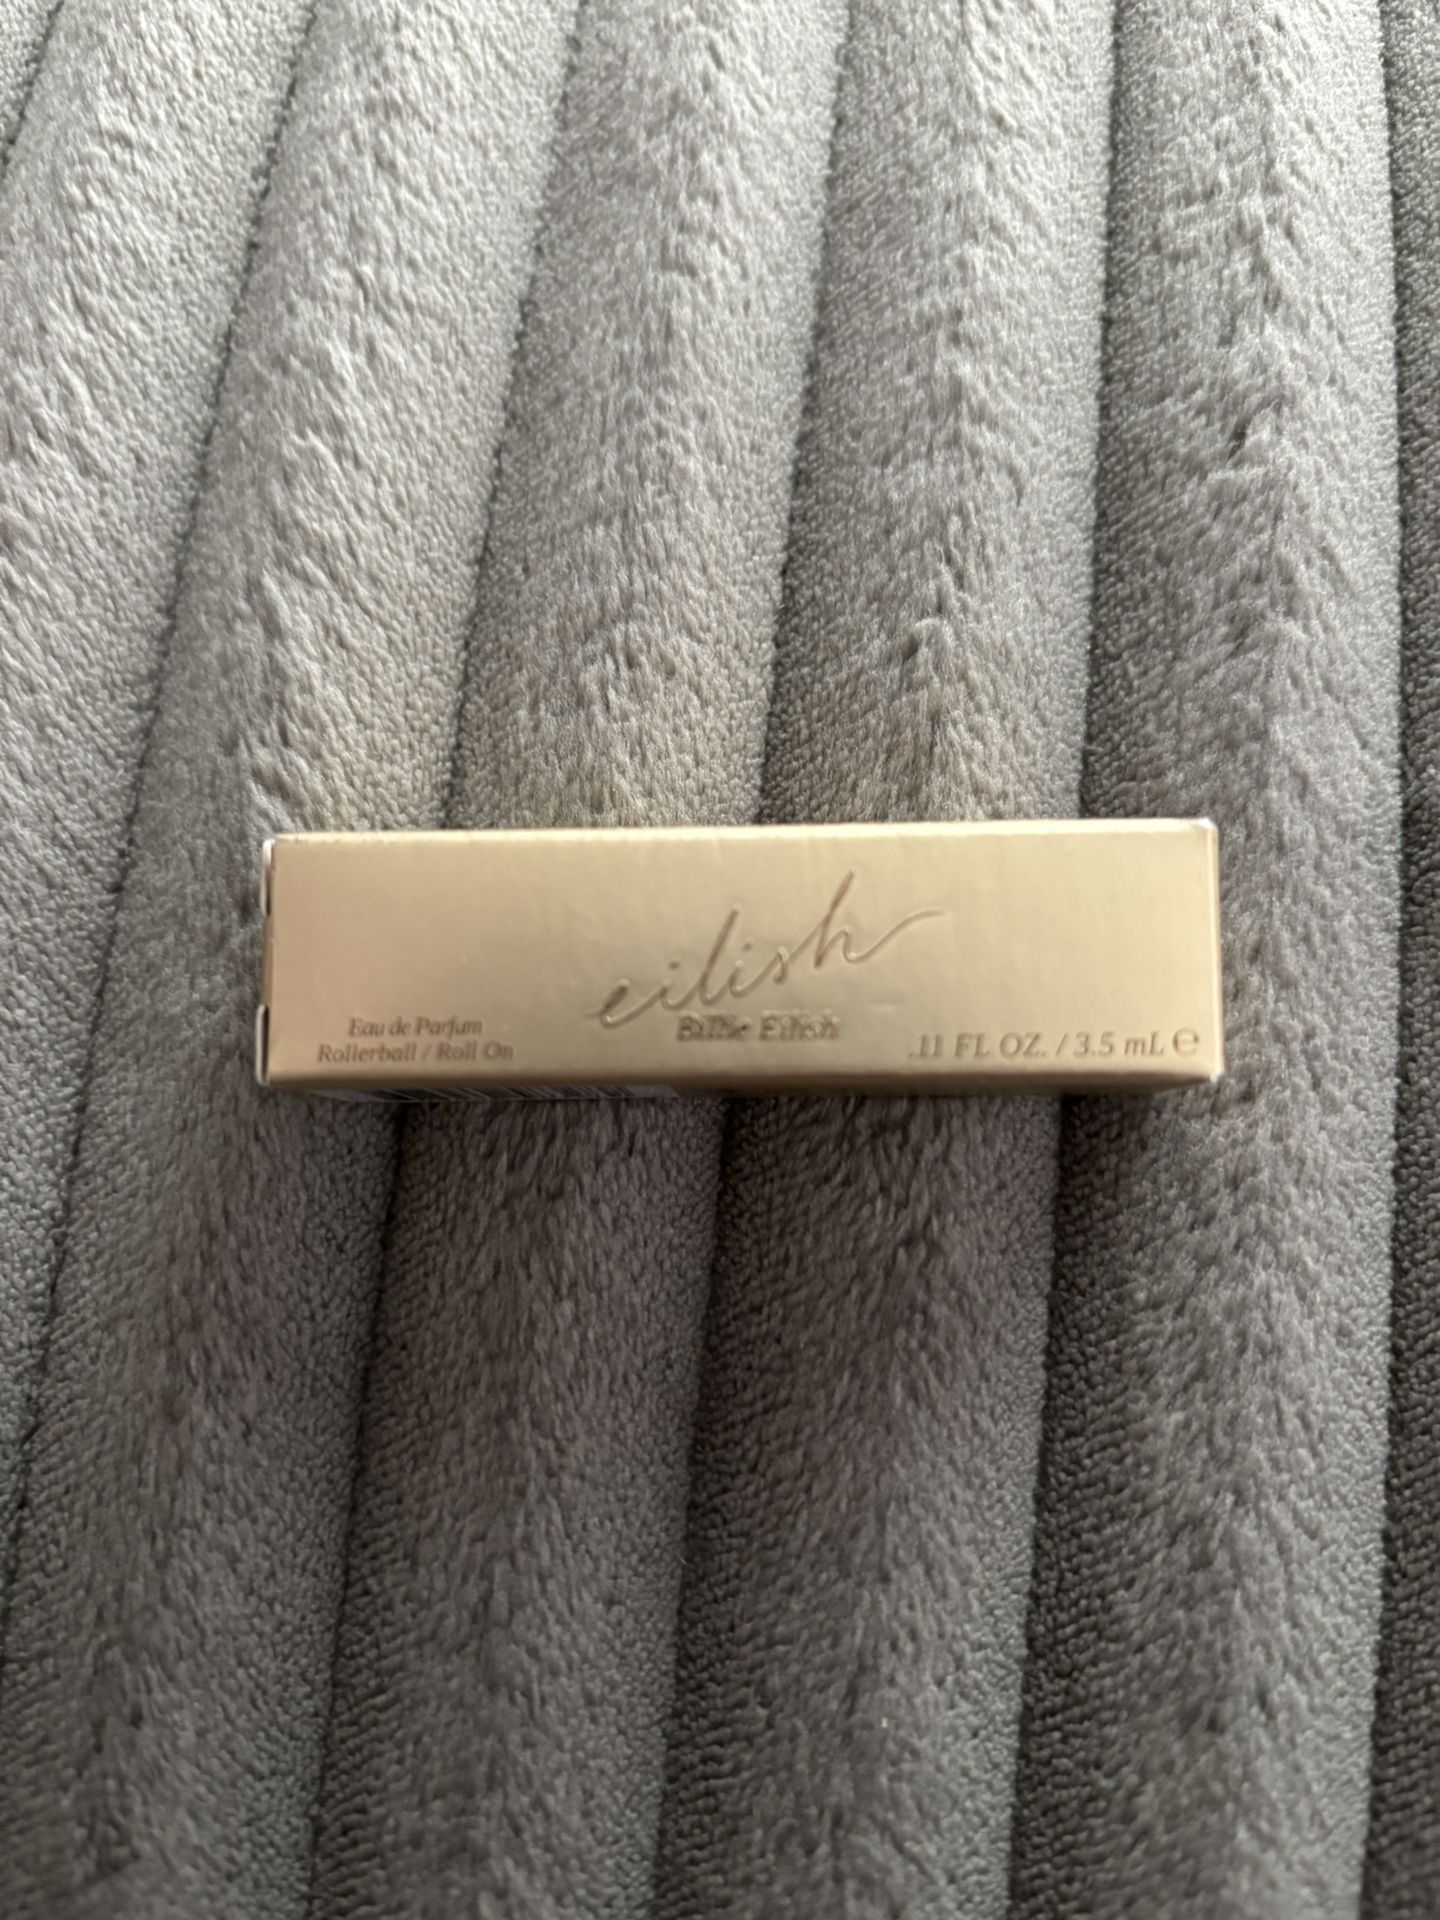 eilish
Billie Eilish
Eau de Parfum
Rollerball / Roll On
.11 FL OZ. / 3.5 mL ℮